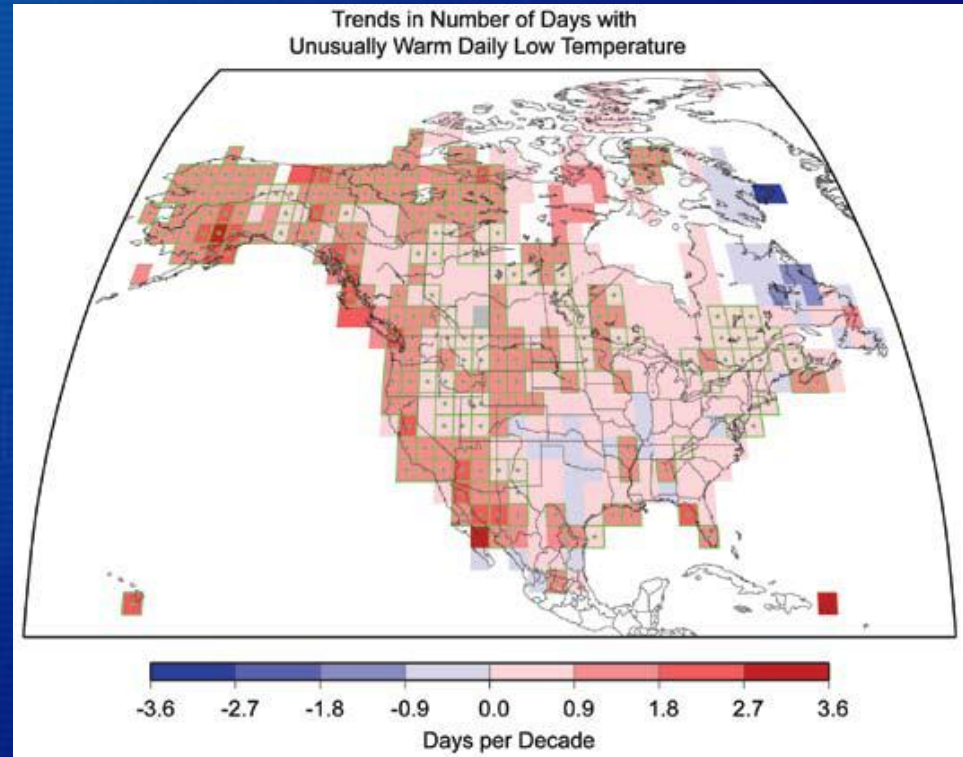 Trends in Number of Days with
Unusually Warm Daily Low Temperature
-3.6 -2.7 -1.8 -0.9 0.0 0.9 1.8 2.7 3.6
Days per Decade